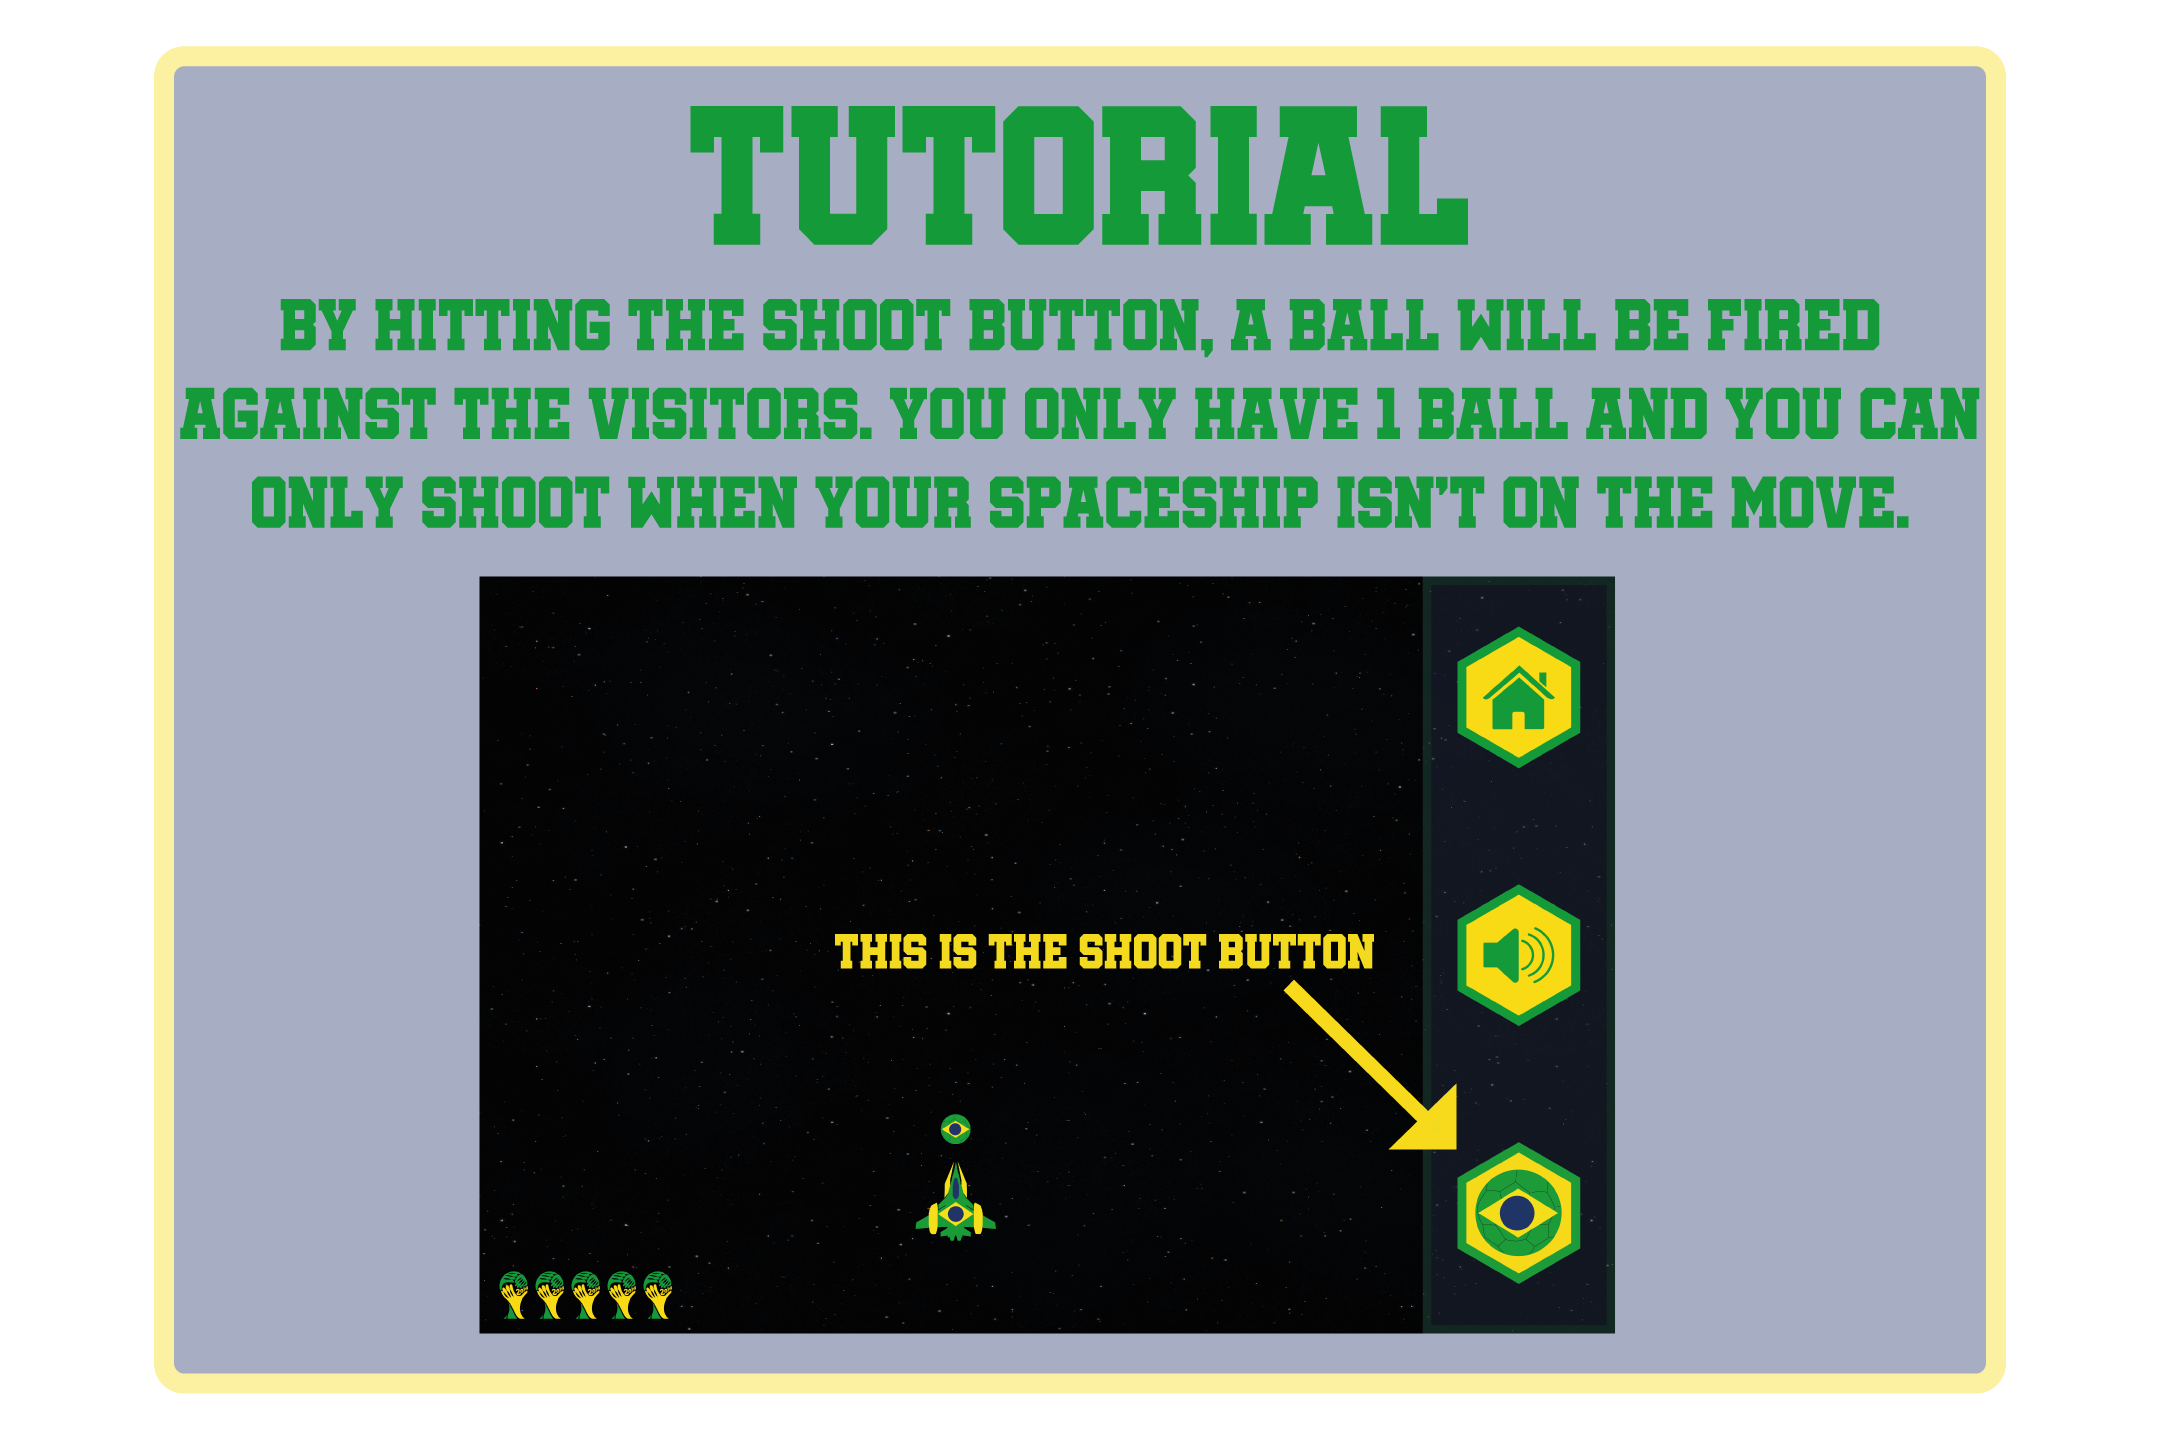 TUTORIAL
BY HITTING THE SHOOT BUTTON, A BALL WILL BE FIRED
AGAINST THE VISITORS. YOU ONLY HAVE 1 BALL AND YOU CAN
ONLY SHOOT WHEN YOUR SPACESHIP ISN'T ON THE MOVE.
THIS IS THE SHOOT BUTTON